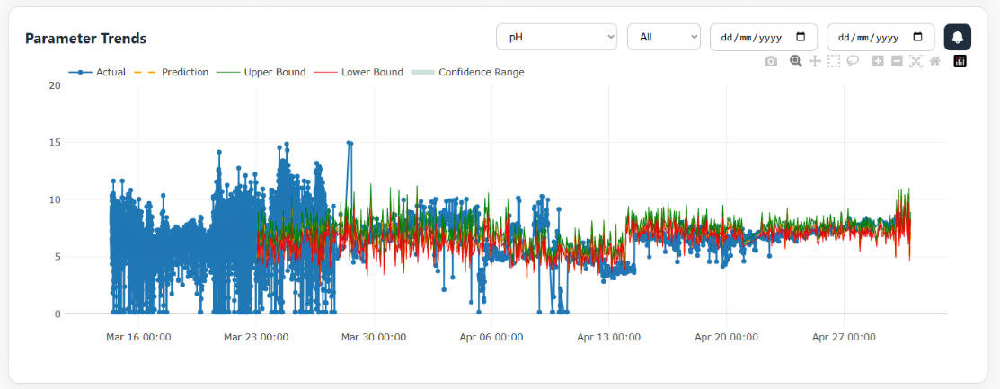 Parameter Trends
pH
All
dd/mm/yyyy
dd/mm/yyyy
Actual
Prediction
Upper Bound
Lower Bound
Confidence Range
20
15
10
5
0
Mar 16 00:00
Mar 23 00:00
Mar 30 00:00
Apr 06 00:00
Apr 13 00:00
Apr 20 00:00
Apr 27 00:00